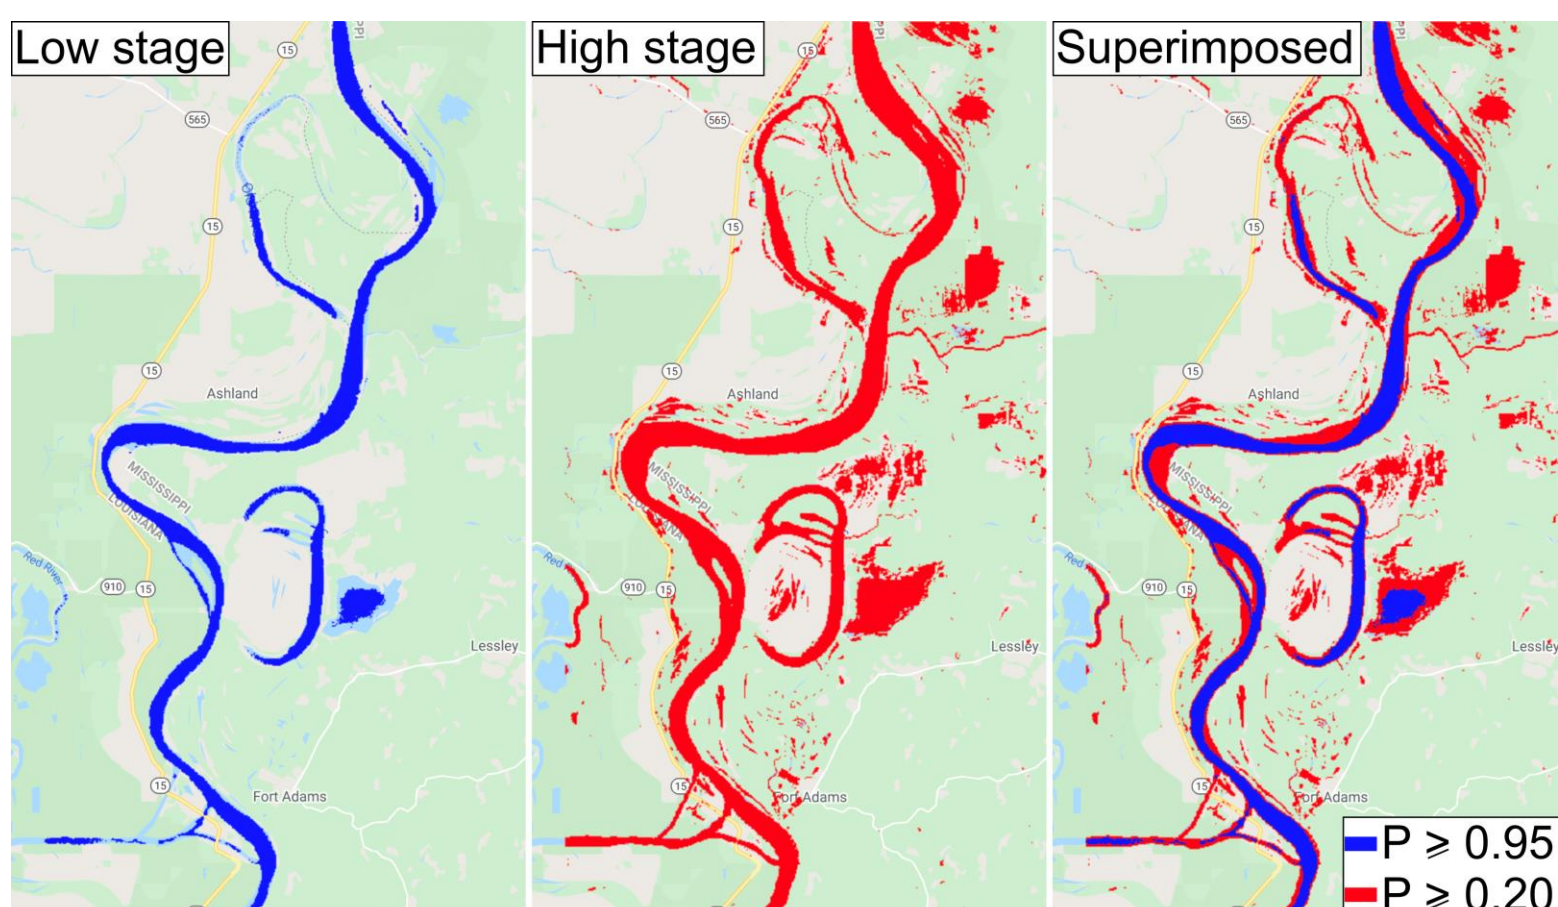 Low stage
High stage
Superimposed
15
15
565
565
565
15
15
15
15
15
15
Ashland
Ashland
Ashland
MISSISSIPPI
LOUISIANA
MISSISSIPPI
MISSISSIPPI
Red River
910
15
910
15
910
15
Lessley
Lessley
Lessley
15
Fort Adams
15
Fort Adams
15
Fort Adams
P ⩾ 0.95
P ⩾ 0.20